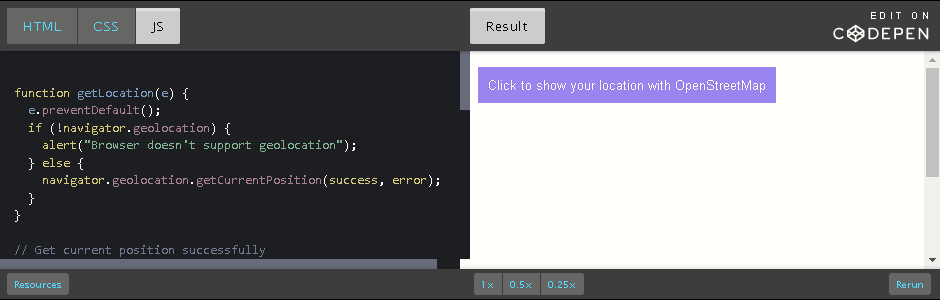 HTML CSS JS
Result
EDIT ON
CODEPEN
function getLocation(e) {
e.preventDefault();
if (!navigator.geolocation) {
alert("Browser doesn't support geolocation");
} else {
navigator.geolocation.getCurrentPosition(success, error);
}
}
// Get current position successfully
Click to show your location with OpenStreetMap
Resources
1× 0.5× 0.25×
Rerun